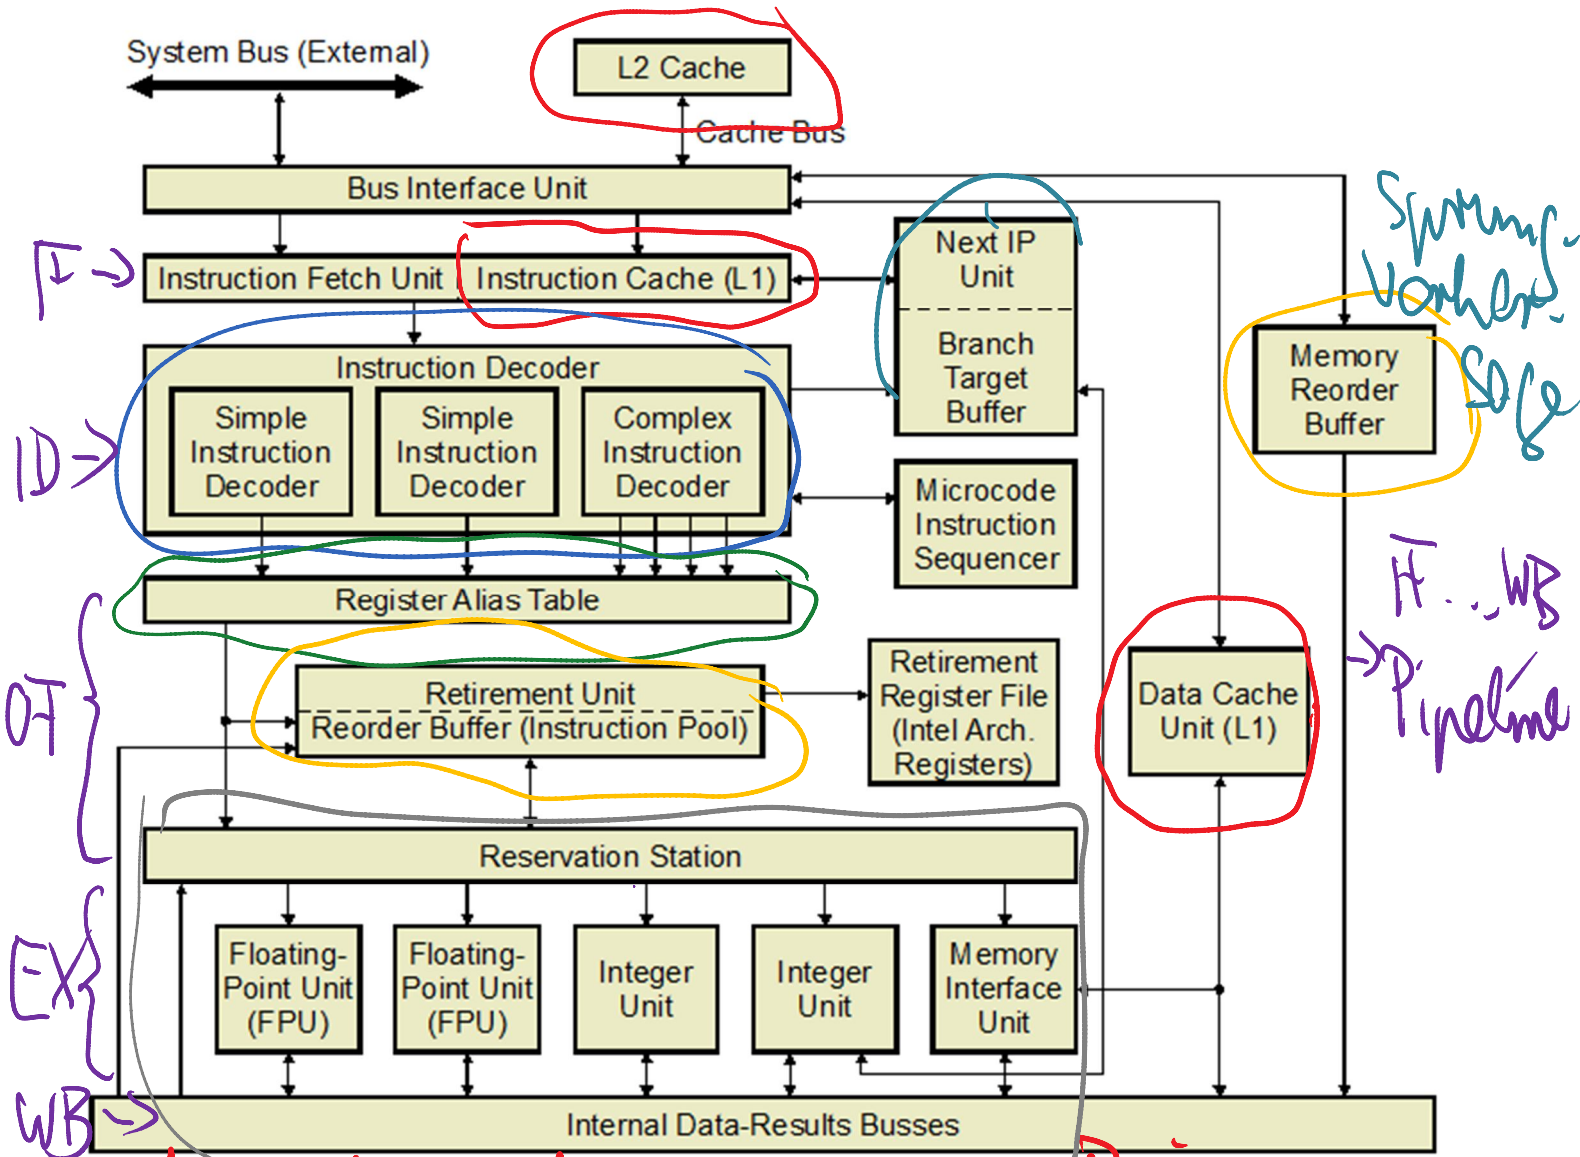 System Bus (External)
L2 Cache
Cache Bus
Bus Interface Unit
Instruction Fetch Unit
Instruction Cache (L1)
Next IP
Unit
Branch
Target
Buffer
Instruction Decoder
Simple
Instruction
Decoder
Simple
Instruction
Decoder
Complex
Instruction
Decoder
Microcode
Instruction
Sequencer
Memory
Reorder
Buffer
Register Alias Table
Retirement Unit
Reorder Buffer (Instruction Pool)
Retirement
Register File
(Intel Arch.
Registers)
Data Cache
Unit (L1)
Reservation Station
Floating-
Point Unit
(FPU)
Floating-
Point Unit
(FPU)
Integer
Unit
Integer
Unit
Memory
Interface
Unit
Internal Data-Results Busses
ID
EX
WB
WB
Pipeline